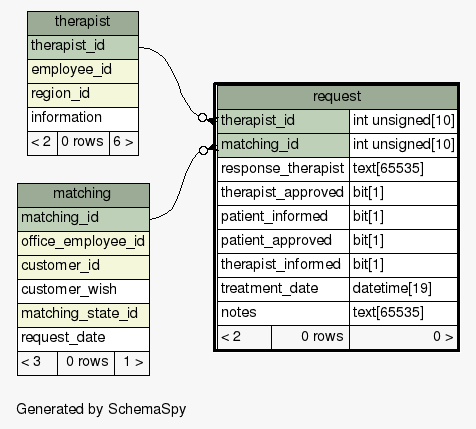 therapist
therapist_id
employee_id
region_id
information
< 2 0 rows 6 >
request
therapist_id int unsigned[10]
matching_id int unsigned[10]
response_therapist text[65535]
therapist_approved bit[1]
patient_informed bit[1]
patient_approved bit[1]
therapist_informed bit[1]
treatment_date datetime[19]
notes text[65535]
< 2 0 rows 0 >
matching
matching_id
office_employee_id
customer_id
customer_wish
matching_state_id
request_date
< 3 0 rows 1 >
Generated by SchemaSpy